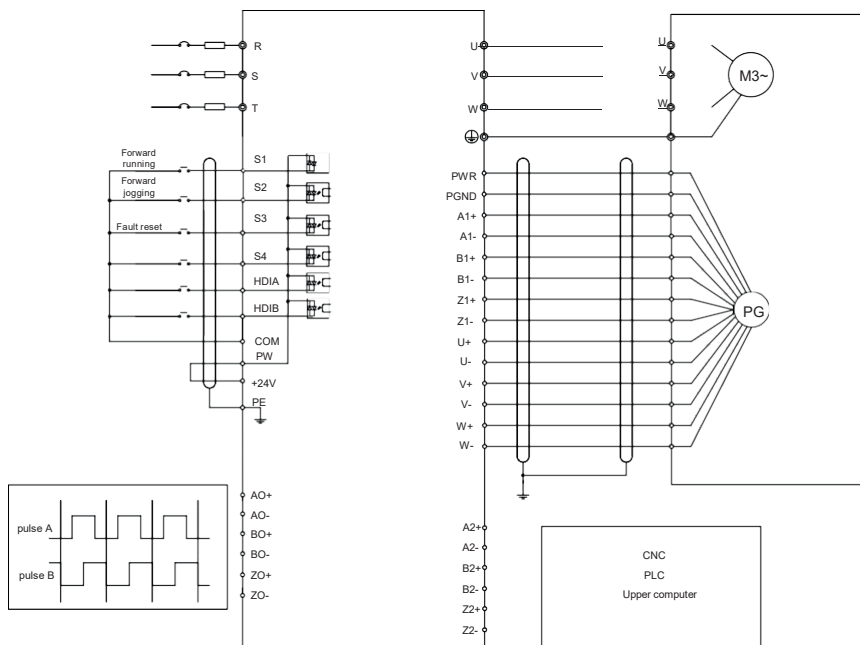 R
S
T
U
V
W
U
V
W
M3~
Forward
running
S1
Forward
jogging
S2
Fault reset
S3
S4
HDIA
HDIB
COM
PW
+24V
PE
PWR
PGND
A1+
A1-
B1+
B1-
Z1+
Z1-
U+
U-
V+
V-
W+
W-
PG
pulse A
pulse B
AO+
AO-
BO+
BO-
ZO+
ZO-
A2+
A2-
B2+
B2-
Z2+
Z2-
CNC
PLC
Upper computer